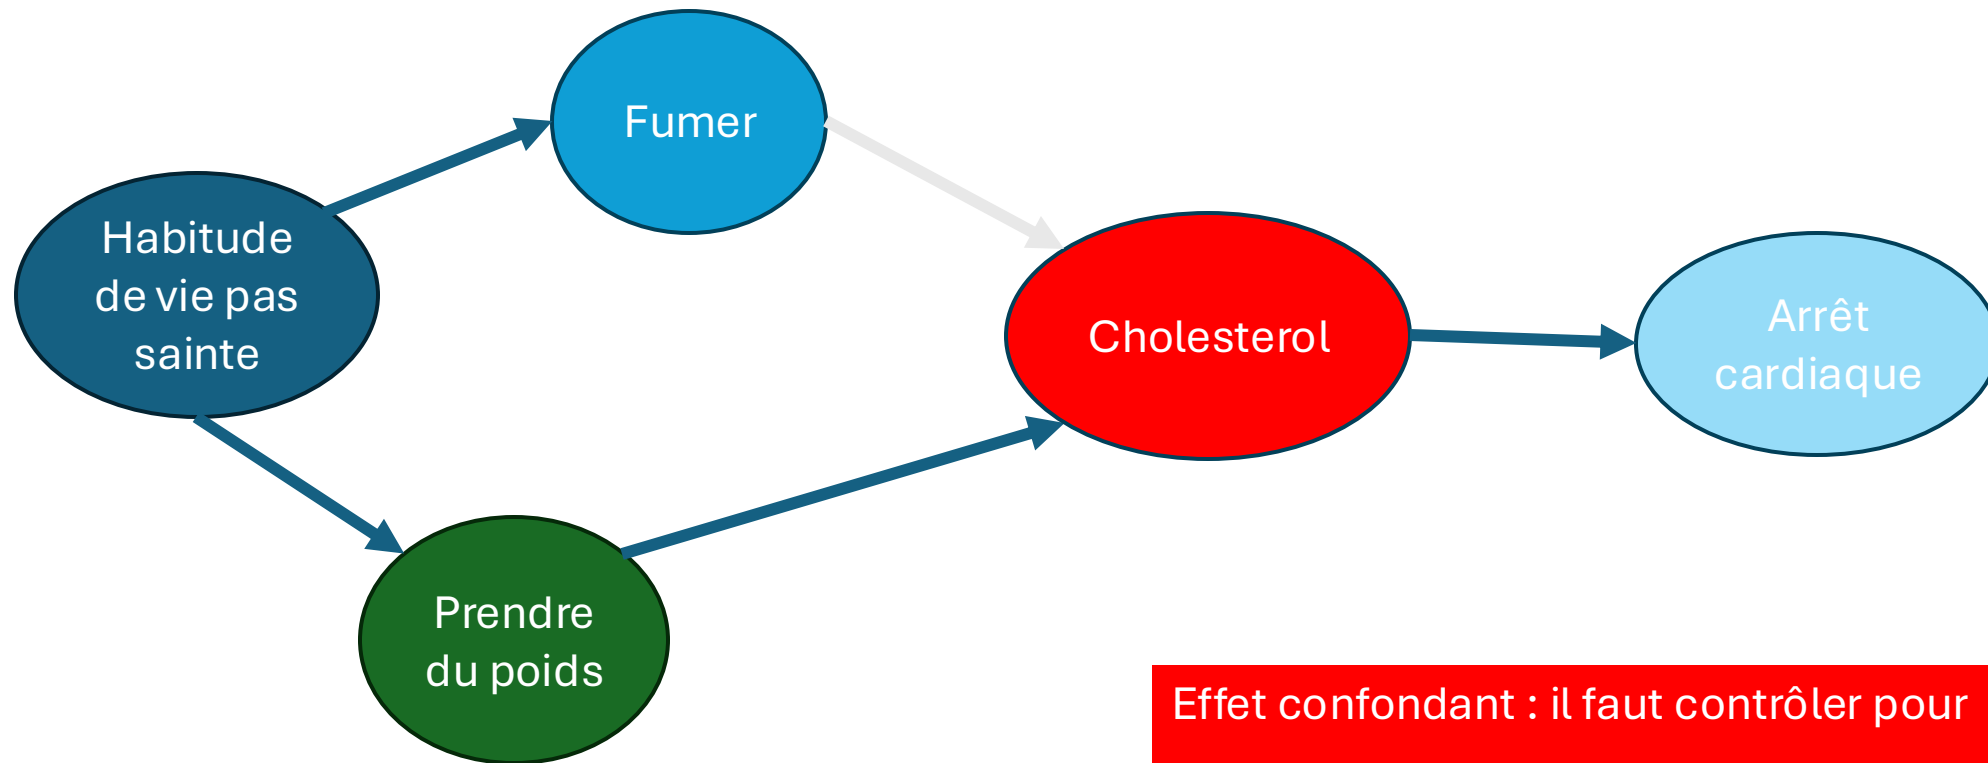 Fumer
Habitude
de vie pas
sainte
Cholesterol
Arrêt
cardiaque
Prendre
du poids
Effet confondant : il faut contrôler pour